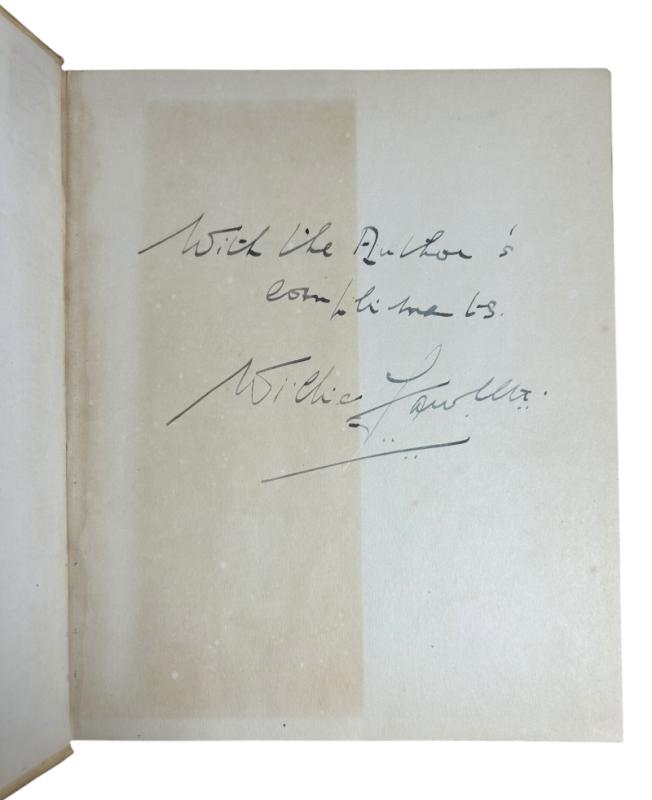 With the Author's
compliments.
Willie